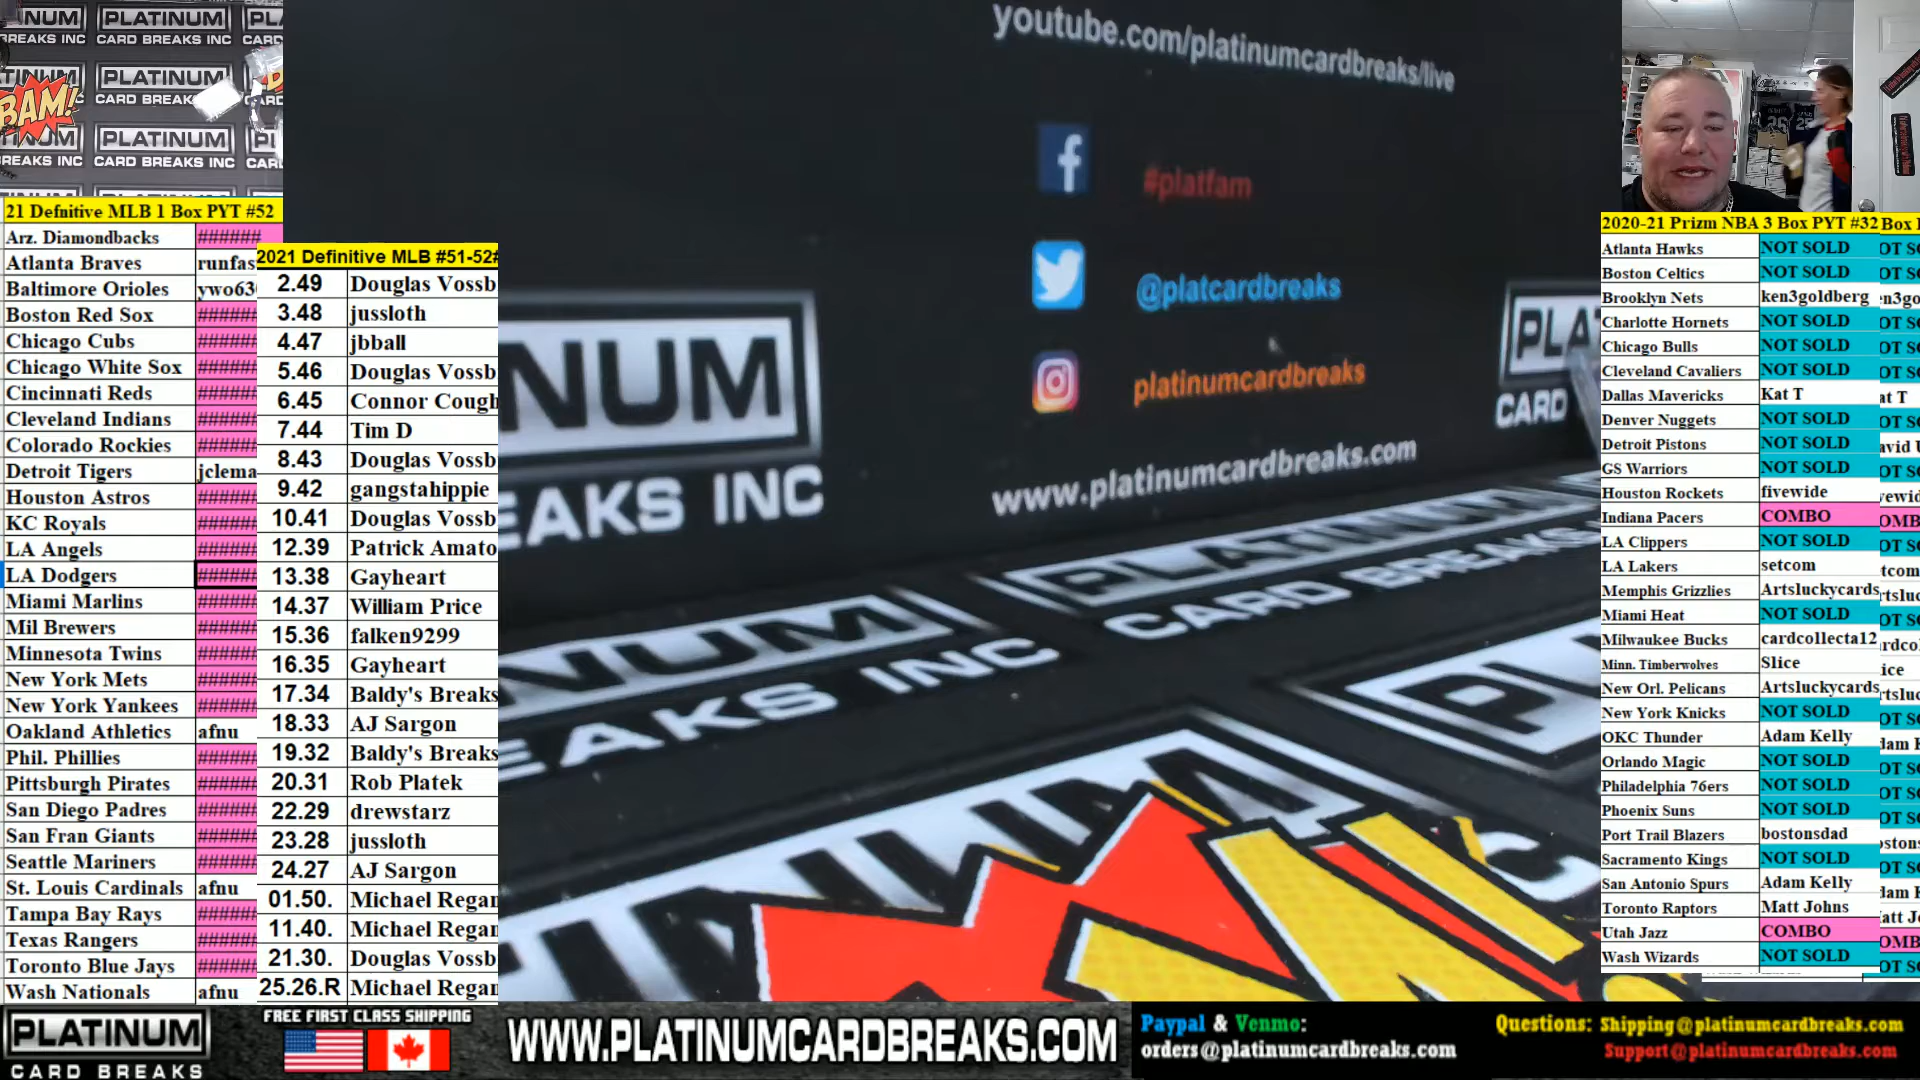 PLATINUM
CARD BREAKS INC
BAM!
21 Defnitive MLB 1 Box PYT #52
Arz. Diamondbacks ######
Atlanta Braves runfas
Baltimore Orioles ywo63
Boston Red Sox ######
Chicago Cubs ######
Chicago White Sox ######
Cincinnati Reds ######
Cleveland Indians ######
Colorado Rockies ######
Detroit Tigers jclema
Houston Astros ######
KC Royals ######
LA Angels ######
LA Dodgers ######
Miami Marlins ######
Mil Brewers ######
Minnesota Twins ######
New York Mets ######
New York Yankees ######
Oakland Athletics afnu
Phil. Phillies ######
Pittsburgh Pirates ######
San Diego Padres ######
San Fran Giants ######
Seattle Mariners ######
St. Louis Cardinals afnu
Tampa Bay Rays ######
Texas Rangers ######
Toronto Blue Jays ######
Wash Nationals afnu
2021 Definitive MLB #51-52#
2.49 Douglas Vossb
3.48 jussloth
4.47 jbball
5.46 Douglas Vossb
6.45 Connor Cough
7.44 Tim D
8.43 Douglas Vossb
9.42 gangstahippie
10.41 Douglas Vossb
12.39 Patrick Amato
13.38 Gayheart
14.37 William Price
15.36 falken9299
16.35 Gayheart
17.34 Baldy's Breaks
18.33 AJ Sargon
19.32 Baldy's Breaks
20.31 Rob Platek
22.29 drewstarz
23.28 jussloth
24.27 AJ Sargon
01.50. Michael Regan
11.40. Michael Regan
21.30. Douglas Vossb
25.26.R Michael Regan
youtube.com/platinumcardbreaks/live
#platfam
@platcardbreaks
platinumcardbreaks
www.platinumcardbreaks.com
NUM
EAKS INC
PLA
CARD
PLATINUM
CARD BREAKS
NUM
EAKS INC
2020-21 Prizm NBA 3 Box PYT #32
Atlanta Hawks NOT SOLD
Boston Celtics NOT SOLD
Brooklyn Nets ken3goldberg
Charlotte Hornets NOT SOLD
Chicago Bulls NOT SOLD
Cleveland Cavaliers NOT SOLD
Dallas Mavericks Kat T
Denver Nuggets NOT SOLD
Detroit Pistons NOT SOLD
GS Warriors NOT SOLD
Houston Rockets fivewide
Indiana Pacers COMBO
LA Clippers NOT SOLD
LA Lakers setcom
Memphis Grizzlies Artsluckycards
Miami Heat NOT SOLD
Milwaukee Bucks cardcollecta12
Minn. Timberwolves Slice
New Orl. Pelicans Artsluckycards
New York Knicks NOT SOLD
OKC Thunder Adam Kelly
Orlando Magic NOT SOLD
Philadelphia 76ers NOT SOLD
Phoenix Suns NOT SOLD
Port Trail Blazers bostonsdad
Sacramento Kings NOT SOLD
San Antonio Spurs Adam Kelly
Toronto Raptors Matt Johns
Utah Jazz COMBO
Wash Wizards NOT SOLD
PLATINUM
CARD BREAKS
FREE FIRST CLASS SHIPPING
WWW.PLATINUMCARDBREAKS.COM
Paypal & Venmo:
orders@platinumcardbreaks.com
Questions: Shipping@platinumcardbreaks.com
Support@platinumcardbreaks.com